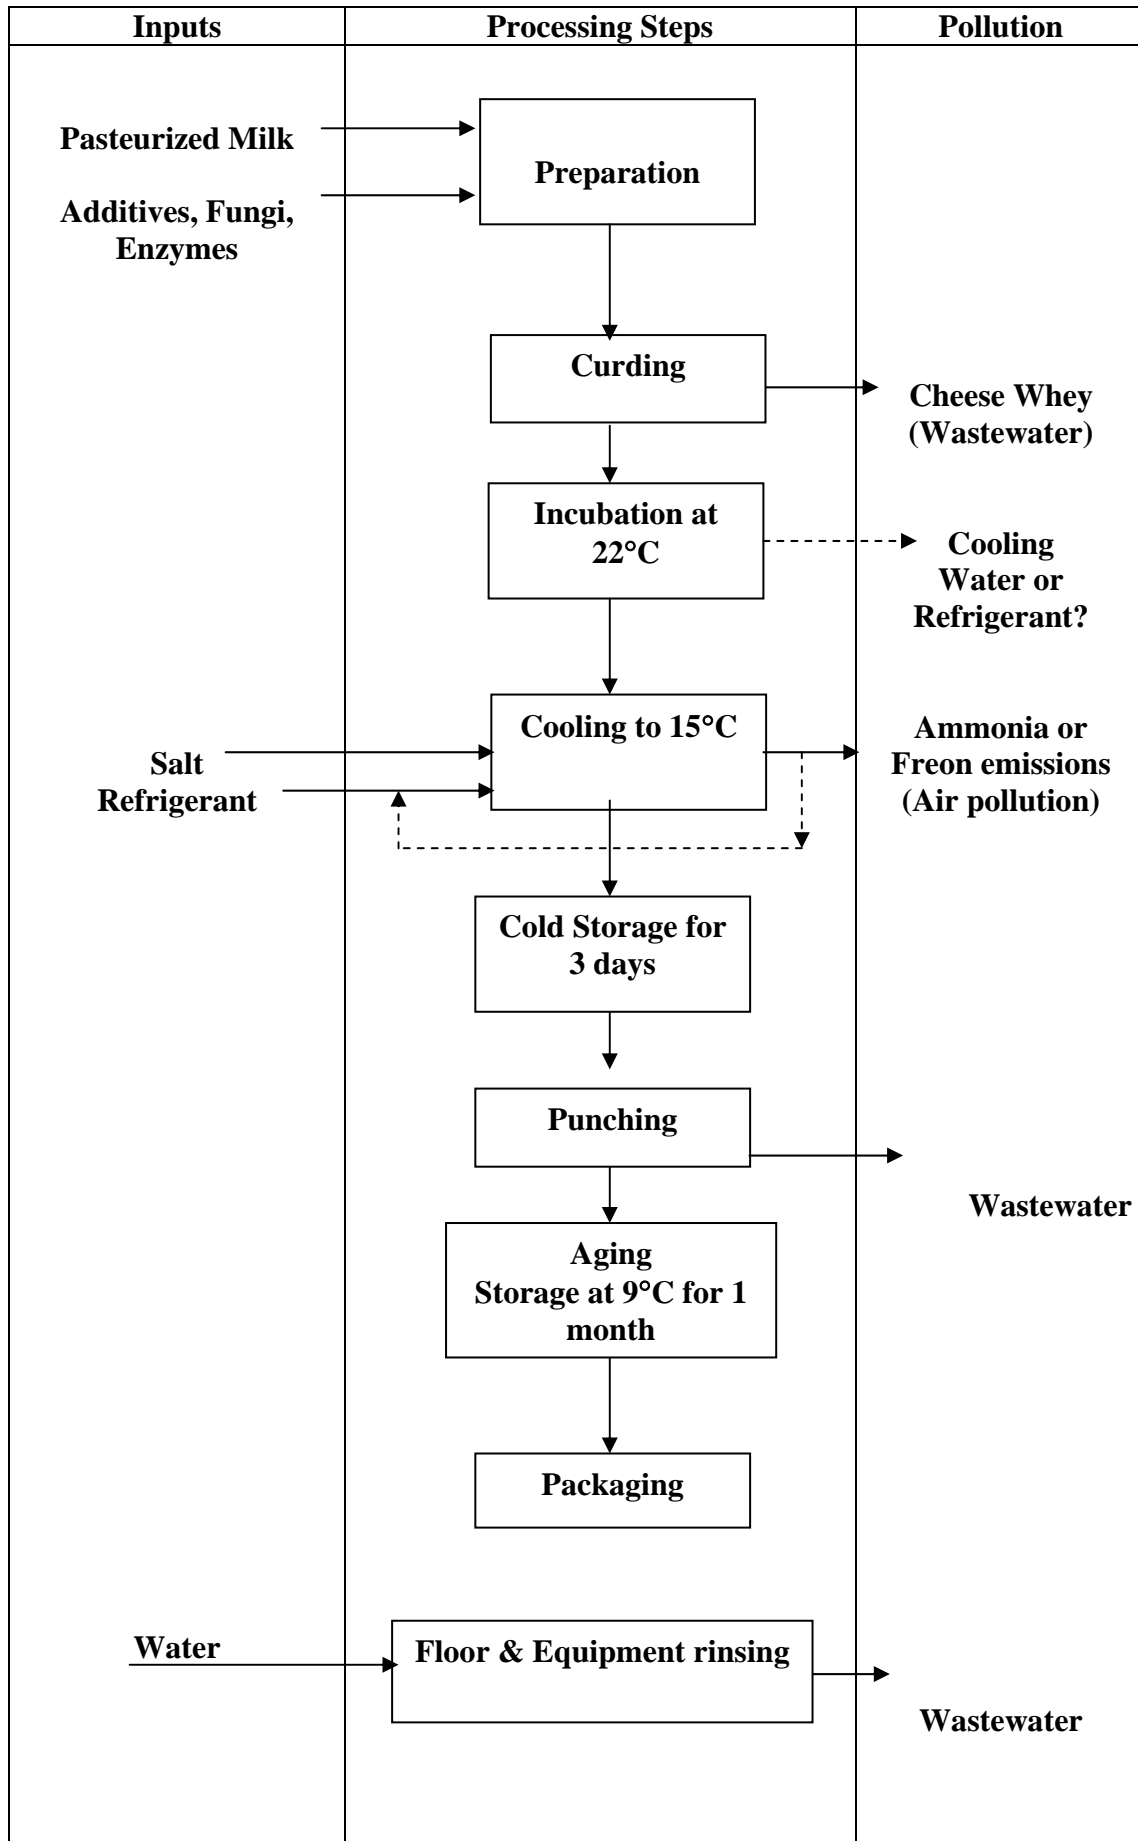 Inputs
Processing Steps
Pollution
Pasteurized Milk
Additives, Fungi,
Enzymes
Preparation
Curding
Cheese Whey
(Wastewater)
Incubation at
22°C
Cooling
Water or
Refrigerant?
Salt
Refrigerant
Cooling to 15°C
Ammonia or
Freon emissions
(Air pollution)
Cold Storage for
3 days
Punching
Wastewater
Aging
Storage at 9°C for 1
month
Packaging
Water
Floor & Equipment rinsing
Wastewater